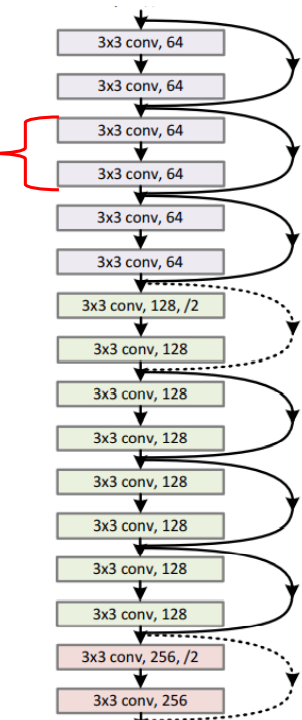 3x3 conv, 64
3x3 conv, 64
3x3 conv, 64
3x3 conv, 64
3x3 conv, 64
3x3 conv, 64
3x3 conv, 128, /2
3x3 conv, 128
3x3 conv, 128
3x3 conv, 128
3x3 conv, 128
3x3 conv, 128
3x3 conv, 128
3x3 conv, 128
3x3 conv, 256, /2
3x3 conv, 256